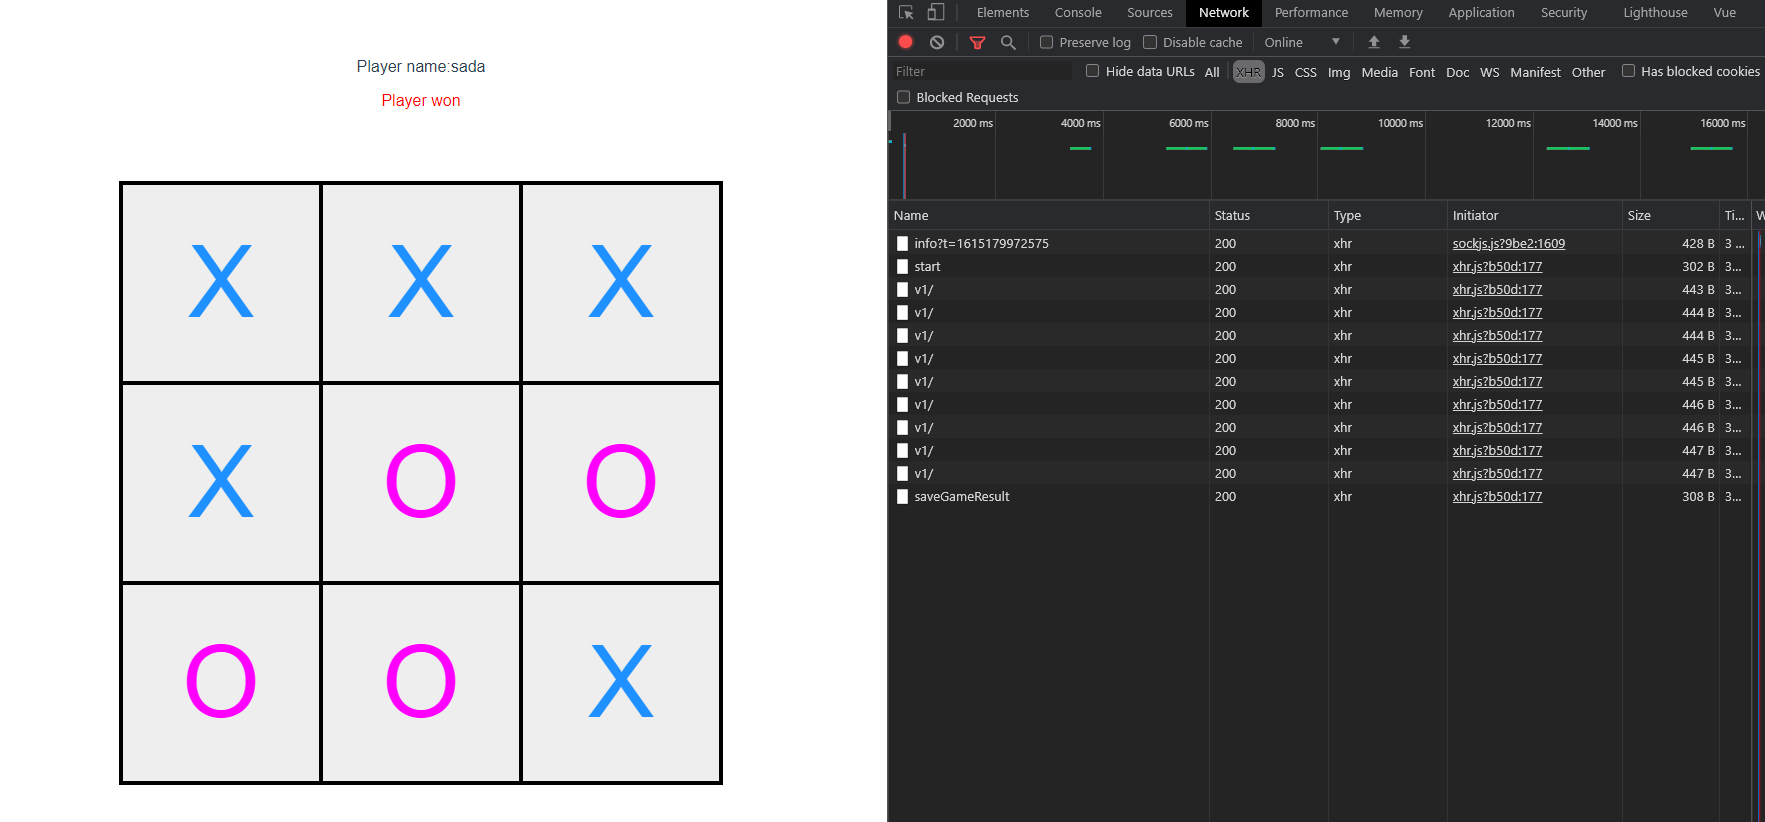 Player name:sada
Player won
X X X
X O O
O O X
Elements Console Sources Network Performance Memory Application Security Lighthouse Vue
Preserve log Disable cache Online
Filter Hide data URLs All XHR JS CSS Img Media Font Doc WS Manifest Other Has blocked cookies
Blocked Requests
2000 ms 4000 ms 6000 ms 8000 ms 10000 ms 12000 ms 14000 ms 16000 ms
Name Status Type Initiator Size Ti... W
info?t=1615179972575 200 xhr sockjs.js?9be2:1609 428 B 3 ...
start 200 xhr xhr.js?b50d:177 302 B 3...
v1/ 200 xhr xhr.js?b50d:177 443 B 3...
v1/ 200 xhr xhr.js?b50d:177 444 B 3...
v1/ 200 xhr xhr.js?b50d:177 444 B 3...
v1/ 200 xhr xhr.js?b50d:177 445 B 3...
v1/ 200 xhr xhr.js?b50d:177 445 B 3...
v1/ 200 xhr xhr.js?b50d:177 446 B 3...
v1/ 200 xhr xhr.js?b50d:177 446 B 3...
v1/ 200 xhr xhr.js?b50d:177 447 B 3...
v1/ 200 xhr xhr.js?b50d:177 447 B 3...
saveGameResult 200 xhr xhr.js?b50d:177 308 B 3...